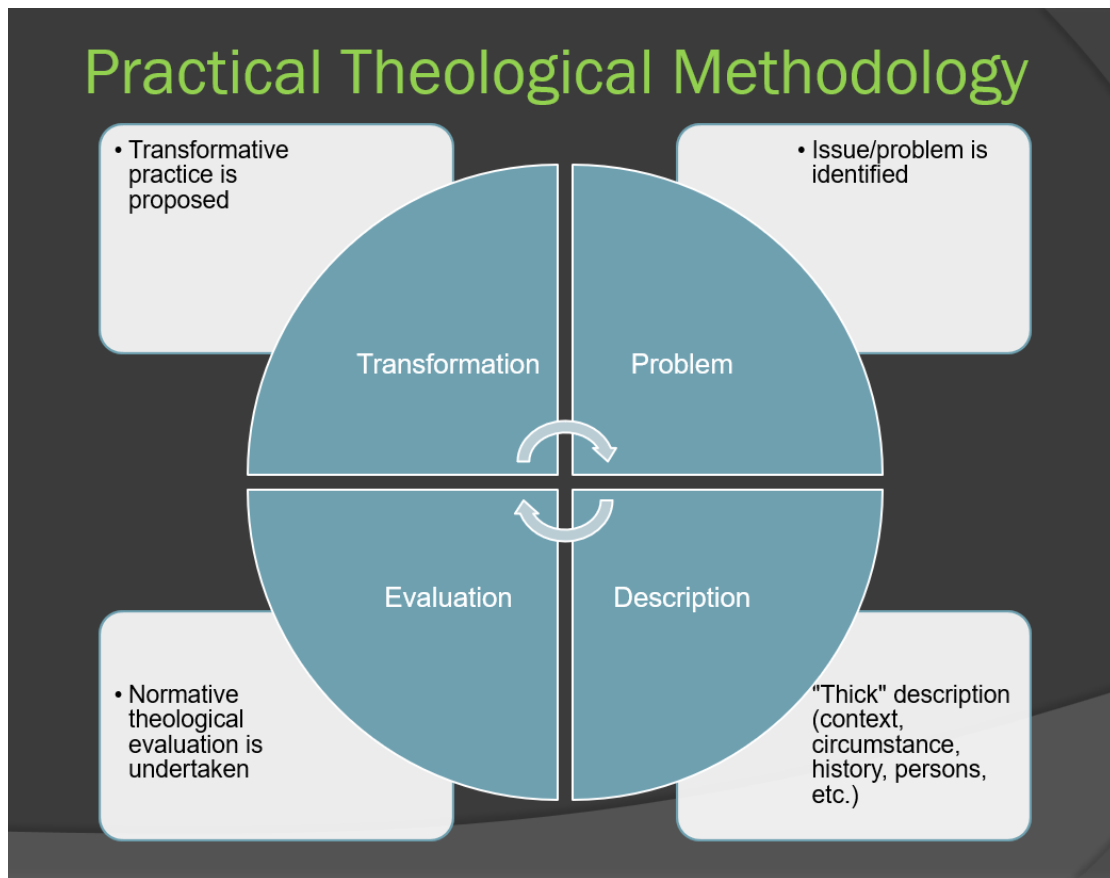 Practical Theological Methodology
• Transformative
practice is
proposed
• Issue/problem is
identified
Transformation
Problem
Evaluation
Description
• Normative
theological
evaluation is
undertaken
"Thick" description
(context,
circumstance,
history, persons,
etc.)